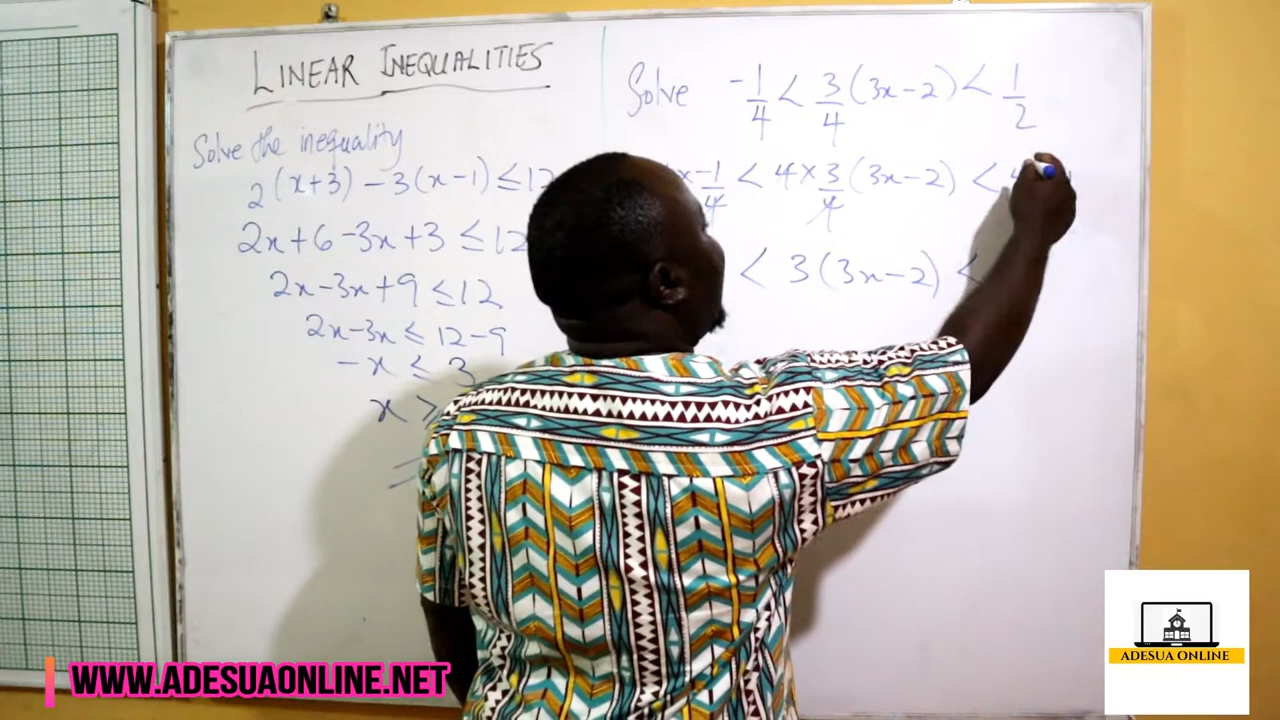 LINEAR INEQUALITIES
Solve the inequality
2(x+3) - 3(x-1) ≤ 12
2x + 6 - 3x + 3 ≤ 12
2x - 3x + 9 ≤ 12
2x - 3x ≤ 12 - 9
-x ≤ 3
x
Solve -1/4 < 3/4 (3x - 2) < 1/2
x -1/4 < 4 x 3/4 (3x - 2) < 4
< 3(3x - 2) <
WWW.ADESUAONLINE.NET
ADESUA ONLINE